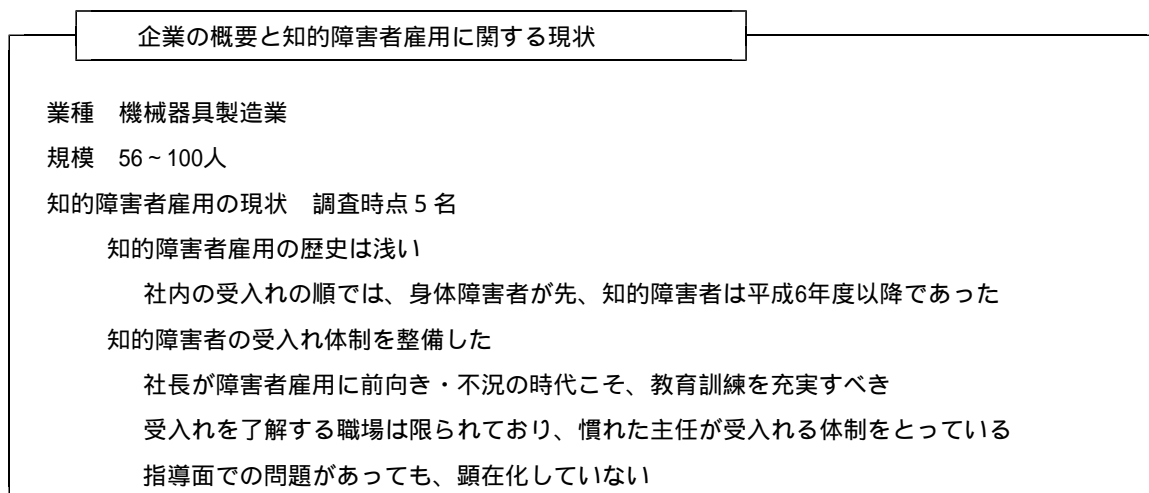 企業の概要と知的障害者雇用に関する現状
業種　機械器具製造業
規模　56～100人
知的障害者雇用の現状　調査時点５名
知的障害者雇用の歴史は浅い
社内の受入れの順では、身体障害者が先、知的障害者は平成6年度以降であった
知的障害者の受入れ体制を整備した
社長が障害者雇用に前向き・不況の時代こそ、教育訓練を充実すべき
受入れを了解する職場は限られており、慣れた主任が受入れる体制をとっている
指導面での問題があっても、顕在化していない